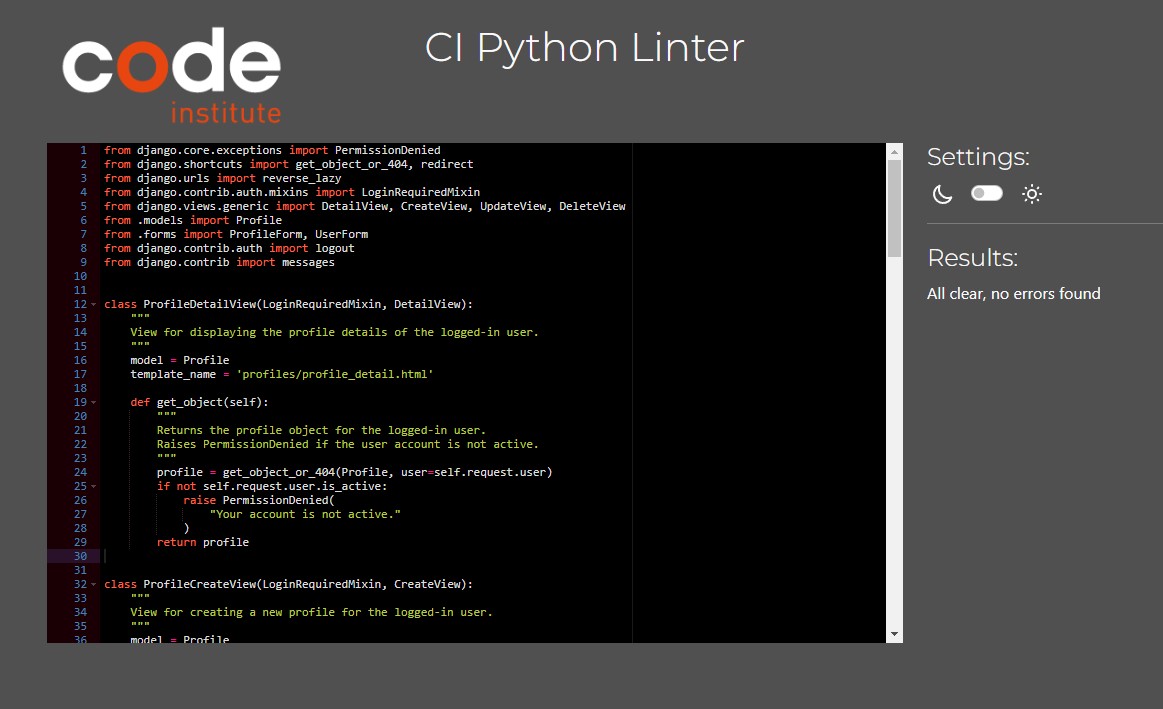 code
institute
CI Python Linter
1 from django.core.exceptions import PermissionDenied
2 from django.shortcuts import get_object_or_404, redirect
3 from django.urls import reverse_lazy
4 from django.contrib.auth.mixins import LoginRequiredMixin
5 from django.views.generic import DetailView, CreateView, UpdateView, DeleteView
6 from .models import Profile
7 from .forms import ProfileForm, UserForm
8 from django.contrib.auth import logout
9 from django.contrib import messages
10
11
12 class ProfileDetailView(LoginRequiredMixin, DetailView):
13     """
14     View for displaying the profile details of the logged-in user.
15     """
16     model = Profile
17     template_name = 'profiles/profile_detail.html'
18
19     def get_object(self):
20         """
21         Returns the profile object for the logged-in user.
22         Raises PermissionDenied if the user account is not active.
23         """
24         profile = get_object_or_404(Profile, user=self.request.user)
25         if not self.request.user.is_active:
26             raise PermissionDenied(
27                 "Your account is not active."
28             )
29         return profile
30
31
32 class ProfileCreateView(LoginRequiredMixin, CreateView):
33     """
34     View for creating a new profile for the logged-in user.
35     """
36     model = Profile
Settings:
Results:
All clear, no errors found